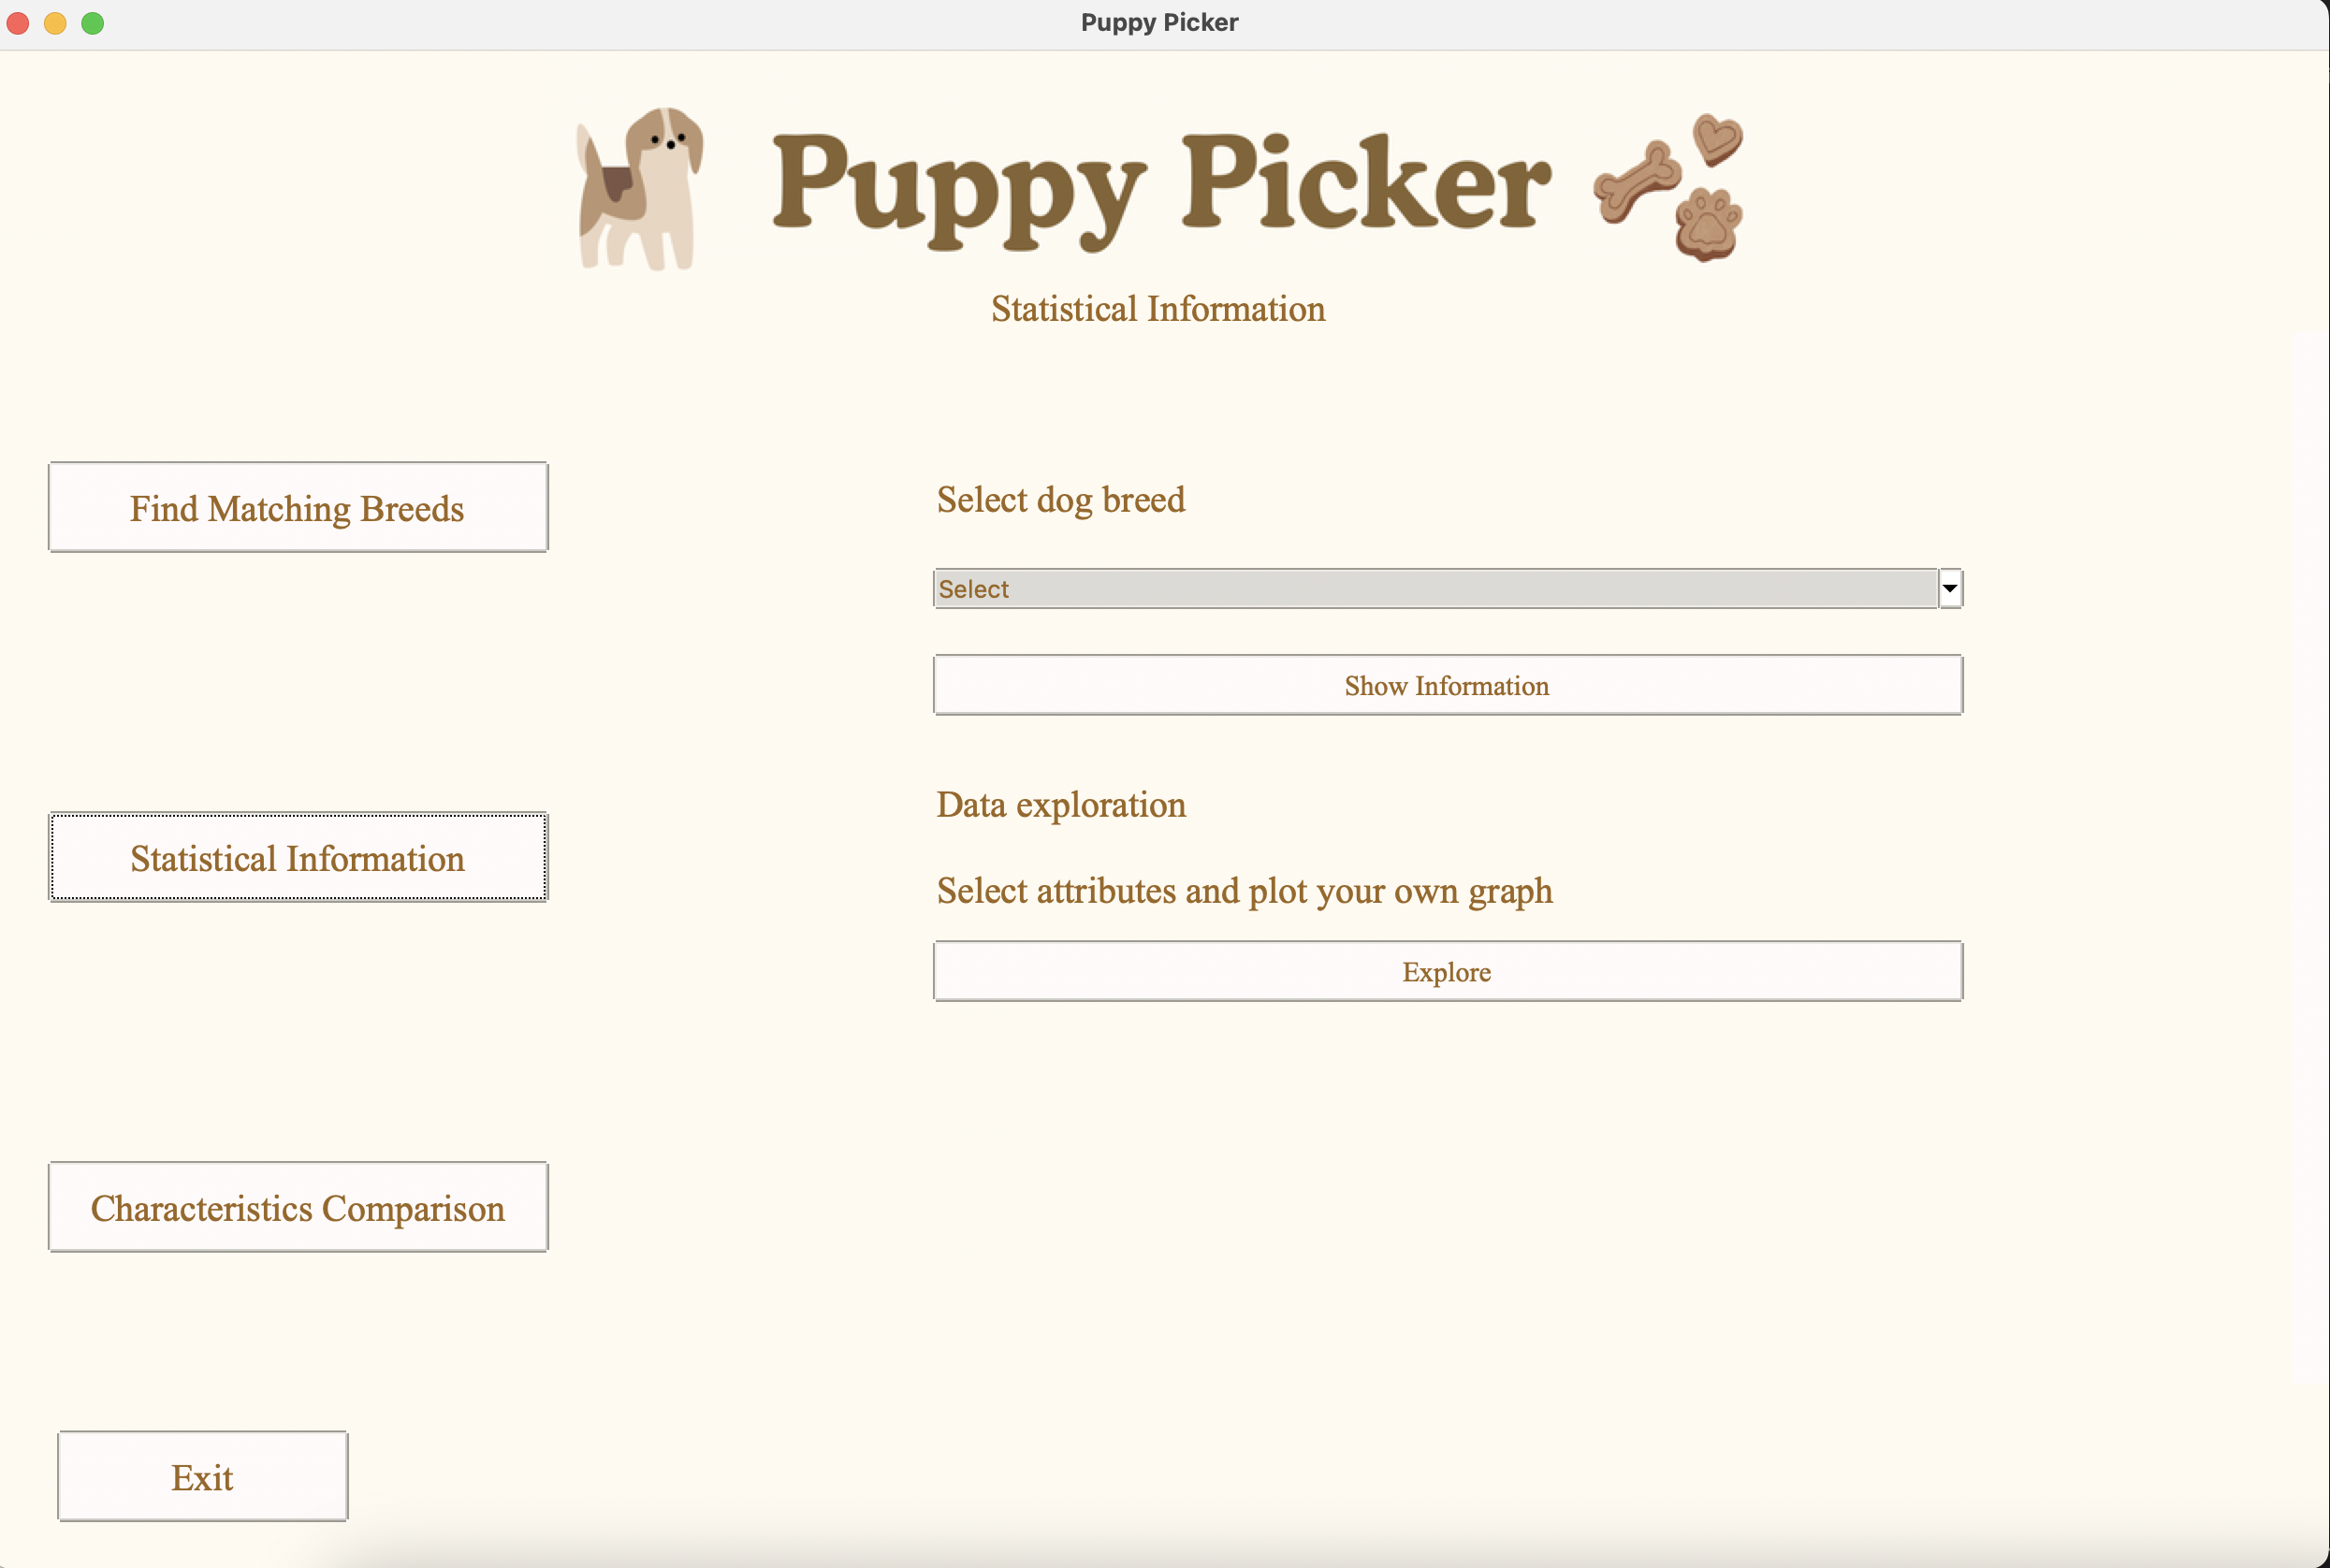 Puppy Picker
Puppy Picker
Statistical Information
Find Matching Breeds
Select dog breed
Select
Show Information
Data exploration
Statistical Information
Select attributes and plot your own graph
Explore
Characteristics Comparison
Exit